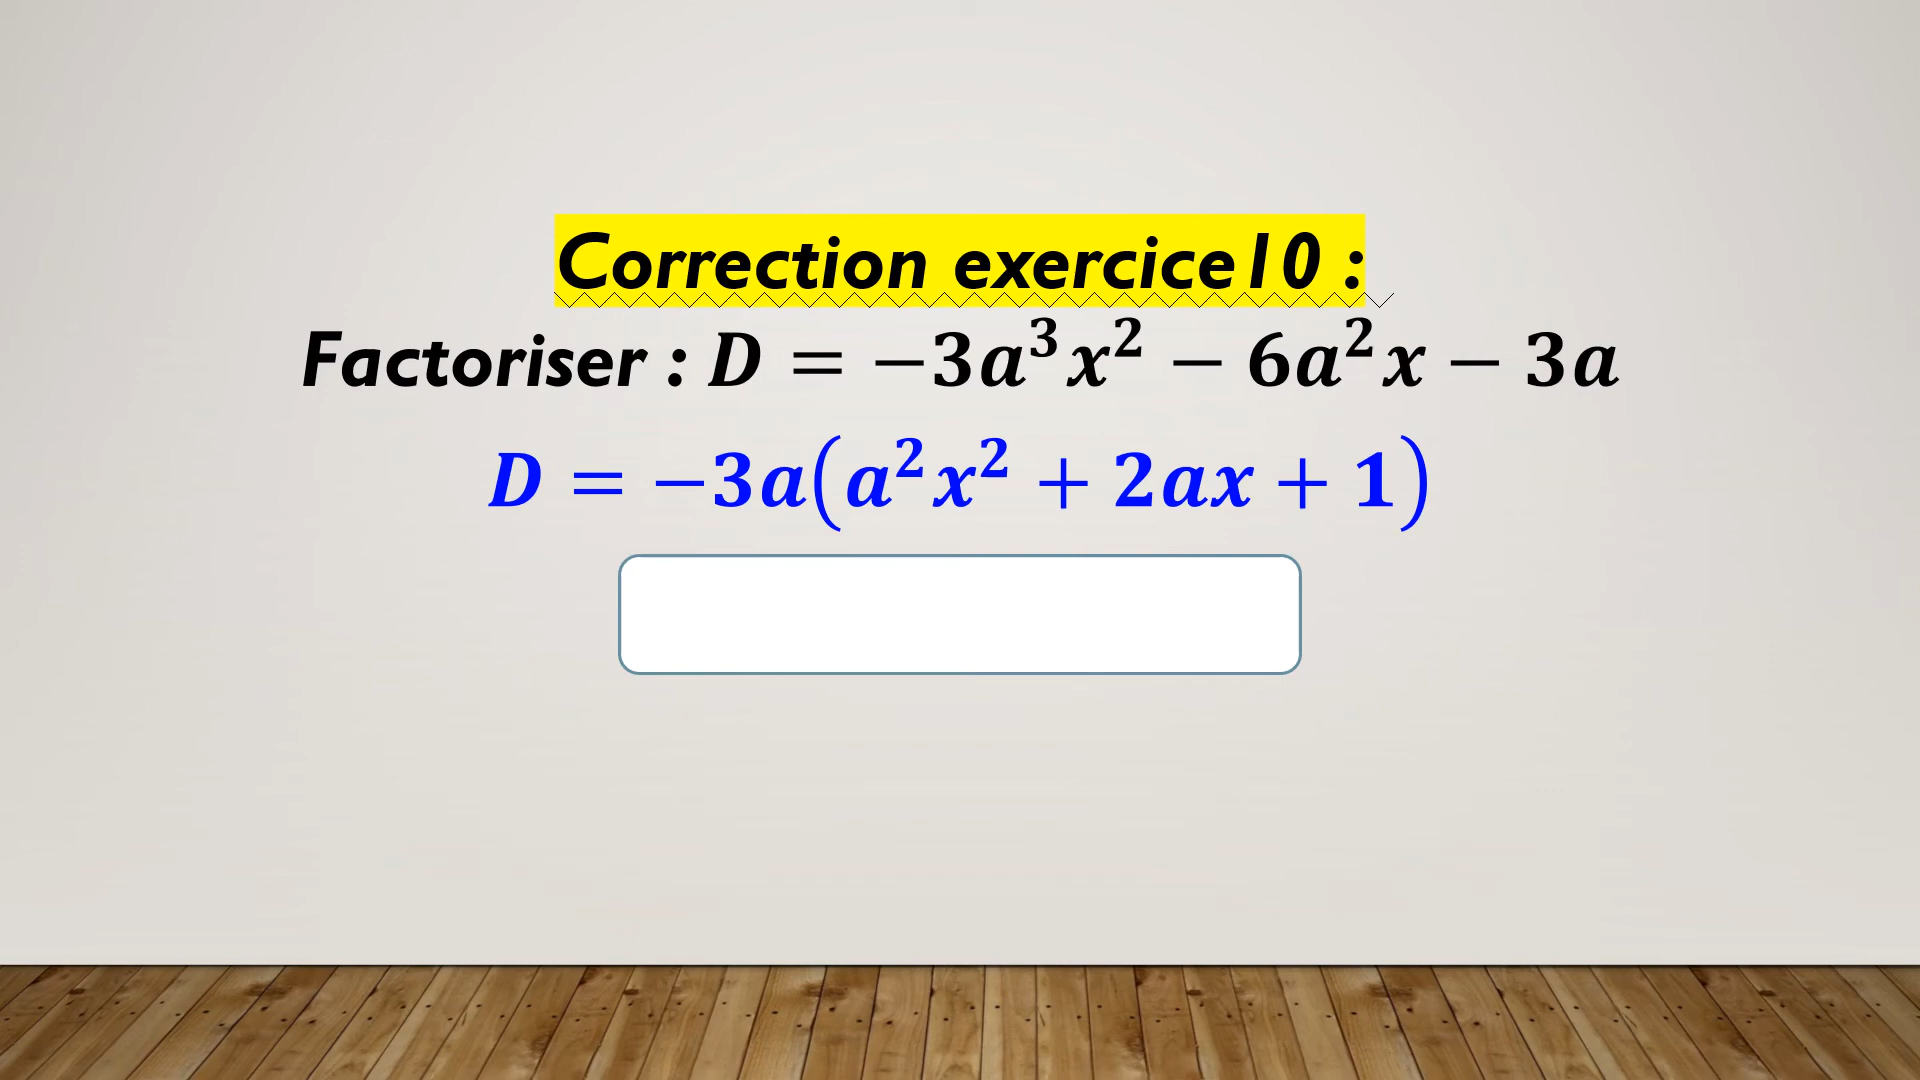 Correction exercice10 :
Factoriser : D = −3a³x² − 6a²x − 3a
D = −3a(a²x² + 2ax + 1)